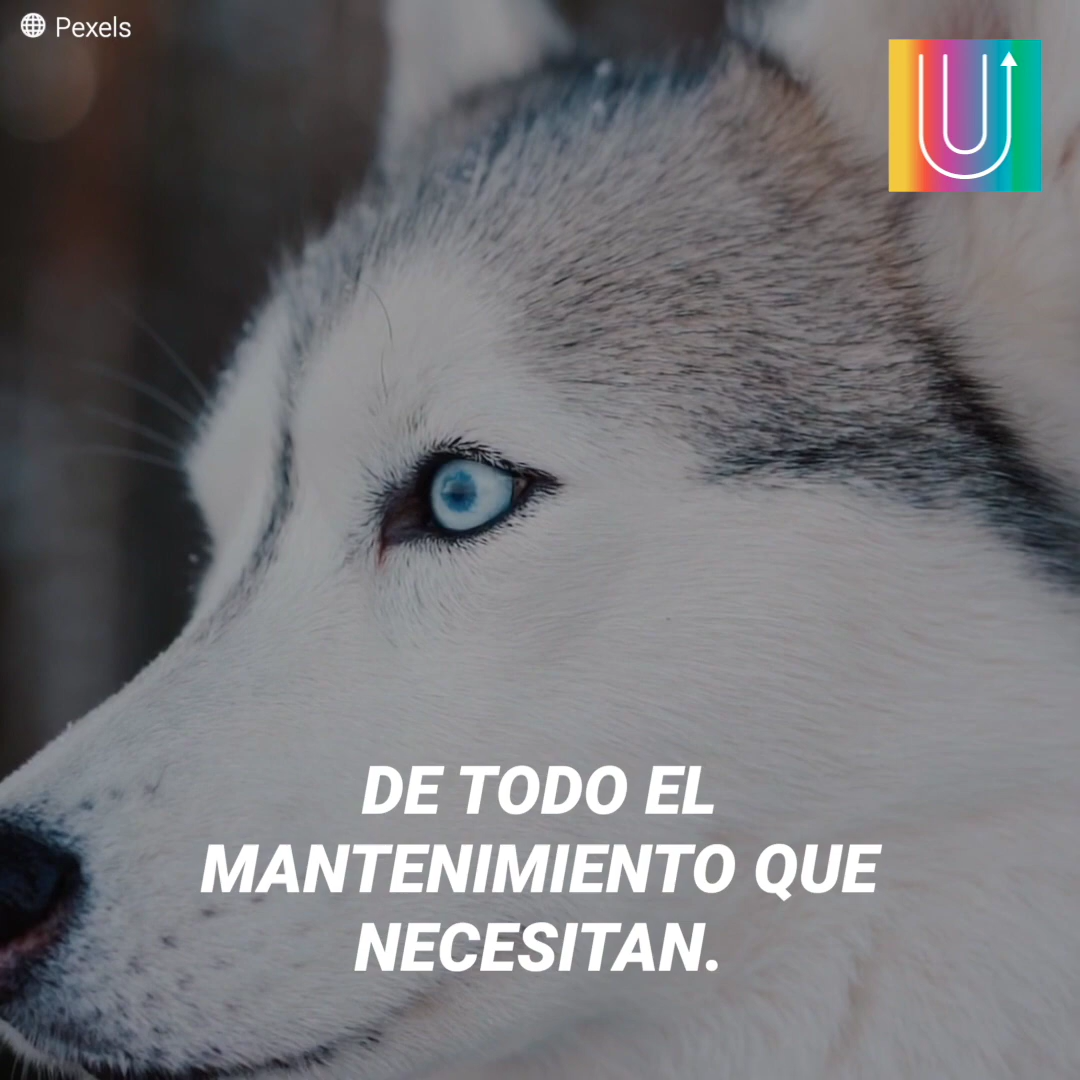 Pexels
U
DE TODO EL
MANTENIMIENTO QUE
NECESITAN.